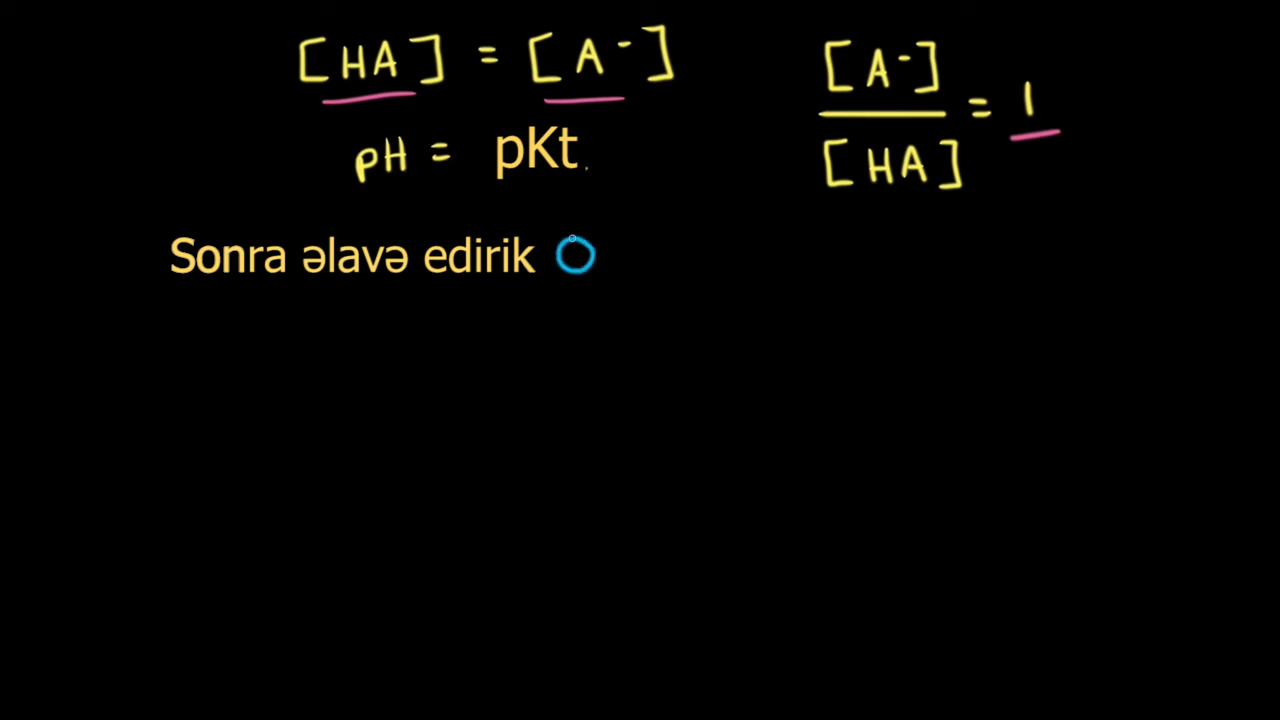 [HA] = [A⁻]
[A⁻] / [HA] = 1
pH = pKt
Sonra əlavə edirik O